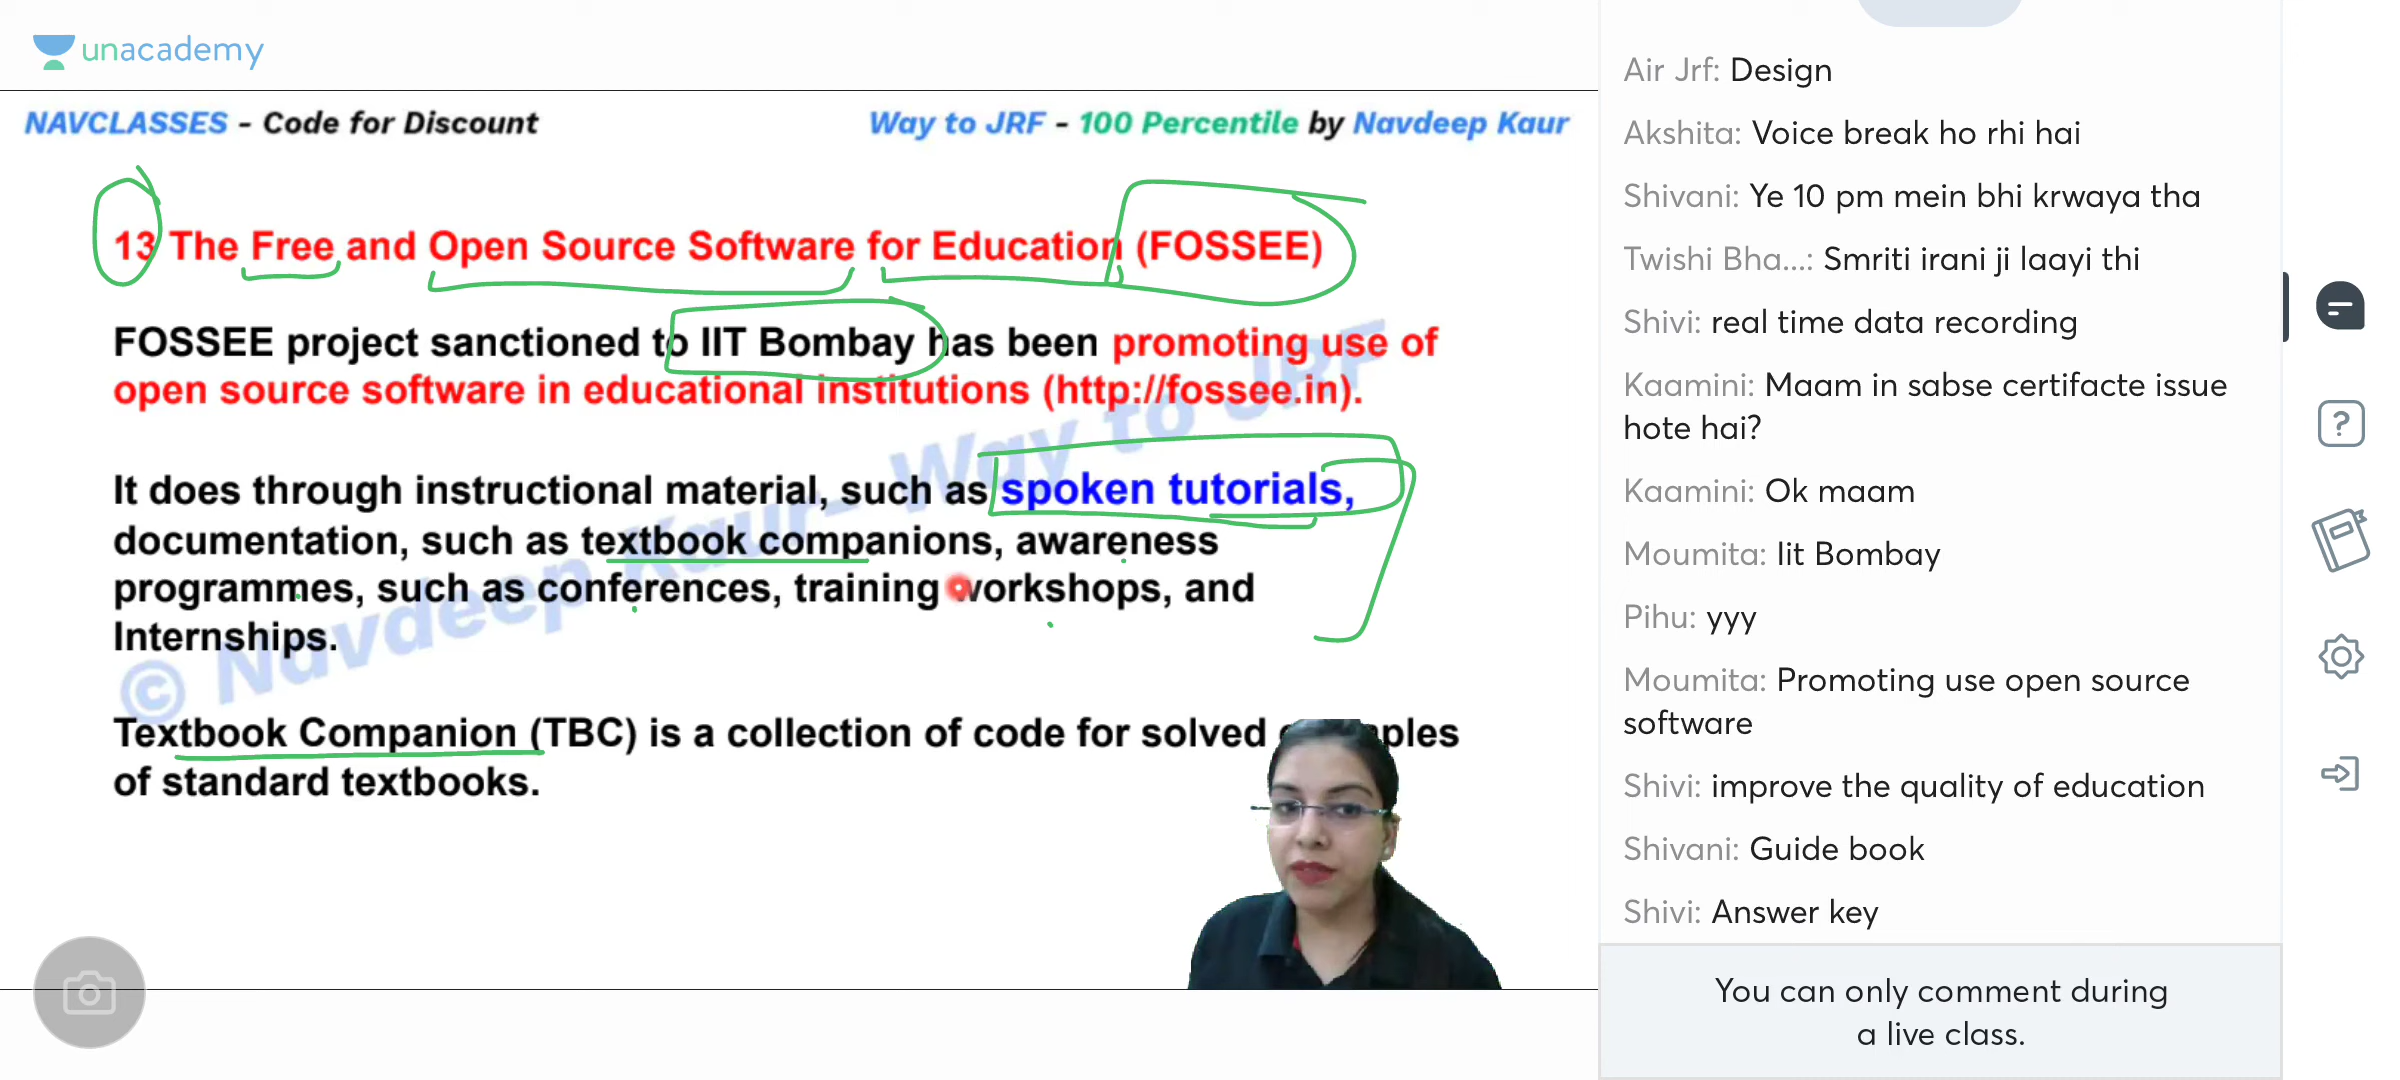 unacademy
NAVCLASSES - Code for Discount
Way to JRF - 100 Percentile by Navdeep Kaur
13 The Free and Open Source Software for Education (FOSSEE)
FOSSEE project sanctioned to IIT Bombay has been promoting use of
open source software in educational institutions (http://fossee.in).
It does through instructional material, such as spoken tutorials,
documentation, such as textbook companions, awareness
programmes, such as conferences, training workshops, and
Internships.
Textbook Companion (TBC) is a collection of code for solved
of standard textbooks.
© Navdeep Kaur- Way to JRF
Air Jrf: Design
Akshita: Voice break ho rhi hai
Shivani: Ye 10 pm mein bhi krwaya tha
Twishi Bha...: Smriti irani ji laayi thi
Shivi: real time data recording
Kaamini: Maam in sabse certifacte issue
hote hai?
Kaamini: Ok maam
Moumita: Iit Bombay
Pihu: yyy
Moumita: Promoting use open source
software
Shivi: improve the quality of education
Shivani: Guide book
Shivi: Answer key
You can only comment during
a live class.